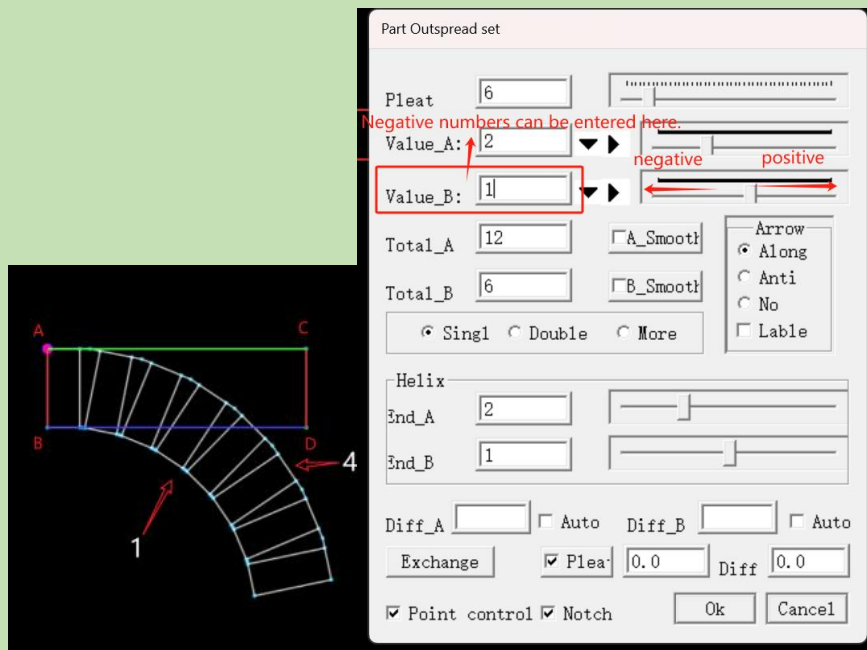 Part Outspread set
Pleat 6
Negative numbers can be entered here.
Value_A: 2
negative positive
Value_B: 1
Total_A 12 A_Smooth
Total_B 6 B_Smooth
Arrow
Along
Anti
No
Lable
Singl Double More
Helix
End_A 2
End_B 1
Diff_A Auto Diff_B Auto
Exchange Plea 0.0 Diff 0.0
Point control Notch Ok Cancel
A C
B D
4
1